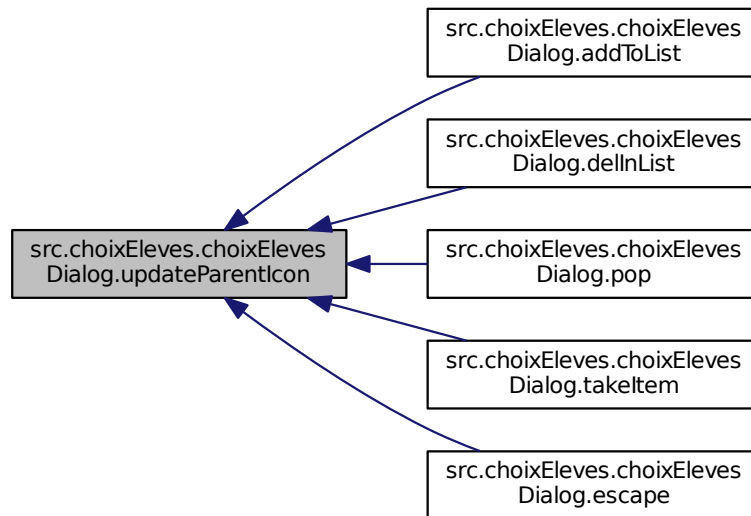 src.choixEleves.choixEleves
Dialog.addToList
src.choixEleves.choixEleves
Dialog.delInList
src.choixEleves.choixEleves
Dialog.updateParentIcon
src.choixEleves.choixEleves
Dialog.pop
src.choixEleves.choixEleves
Dialog.takeItem
src.choixEleves.choixEleves
Dialog.escape